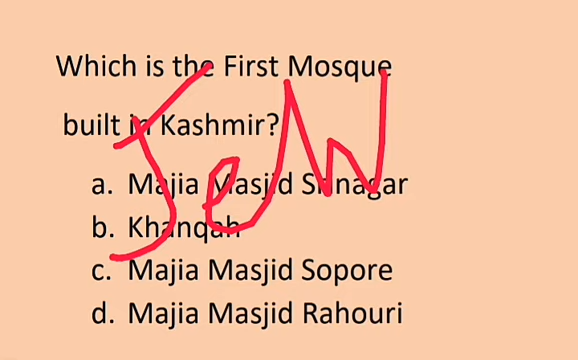 Which is the First Mosque
built in Kashmir?
a. Majia Masjid Srinagar
b. Khanqah
c. Majia Masjid Sopore
d. Majia Masjid Rahouri
JeW